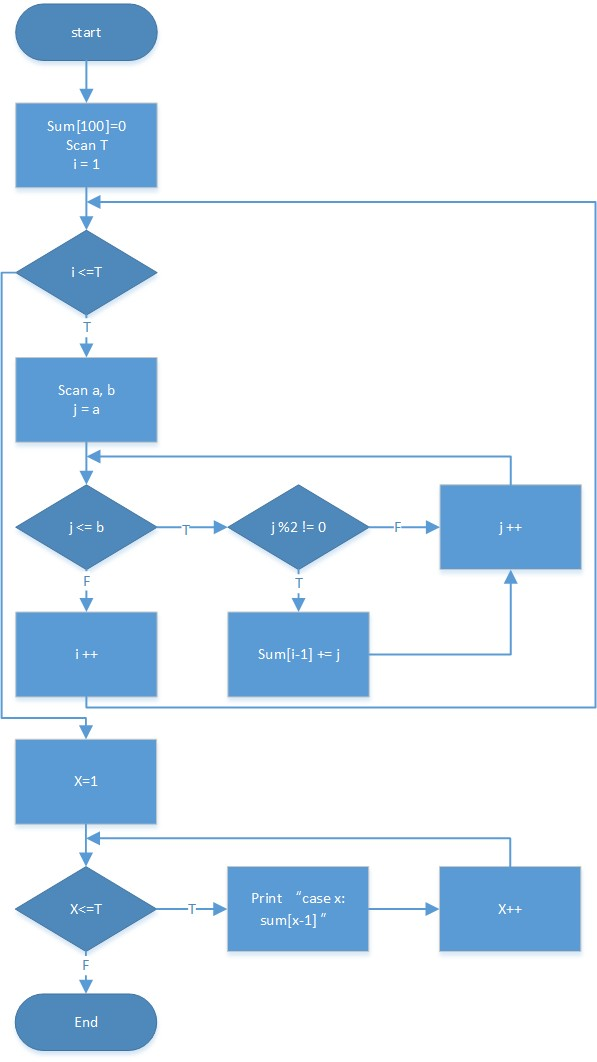 start
Sum[100]=0
Scan T
i = 1
i <=T
T
Scan a, b
j = a
j <= b
T
j %2 != 0
F
j ++
F
T
i ++
Sum[i-1] += j
X=1
X<=T
T
Print “case x:
sum[x-1] ”
X++
F
End